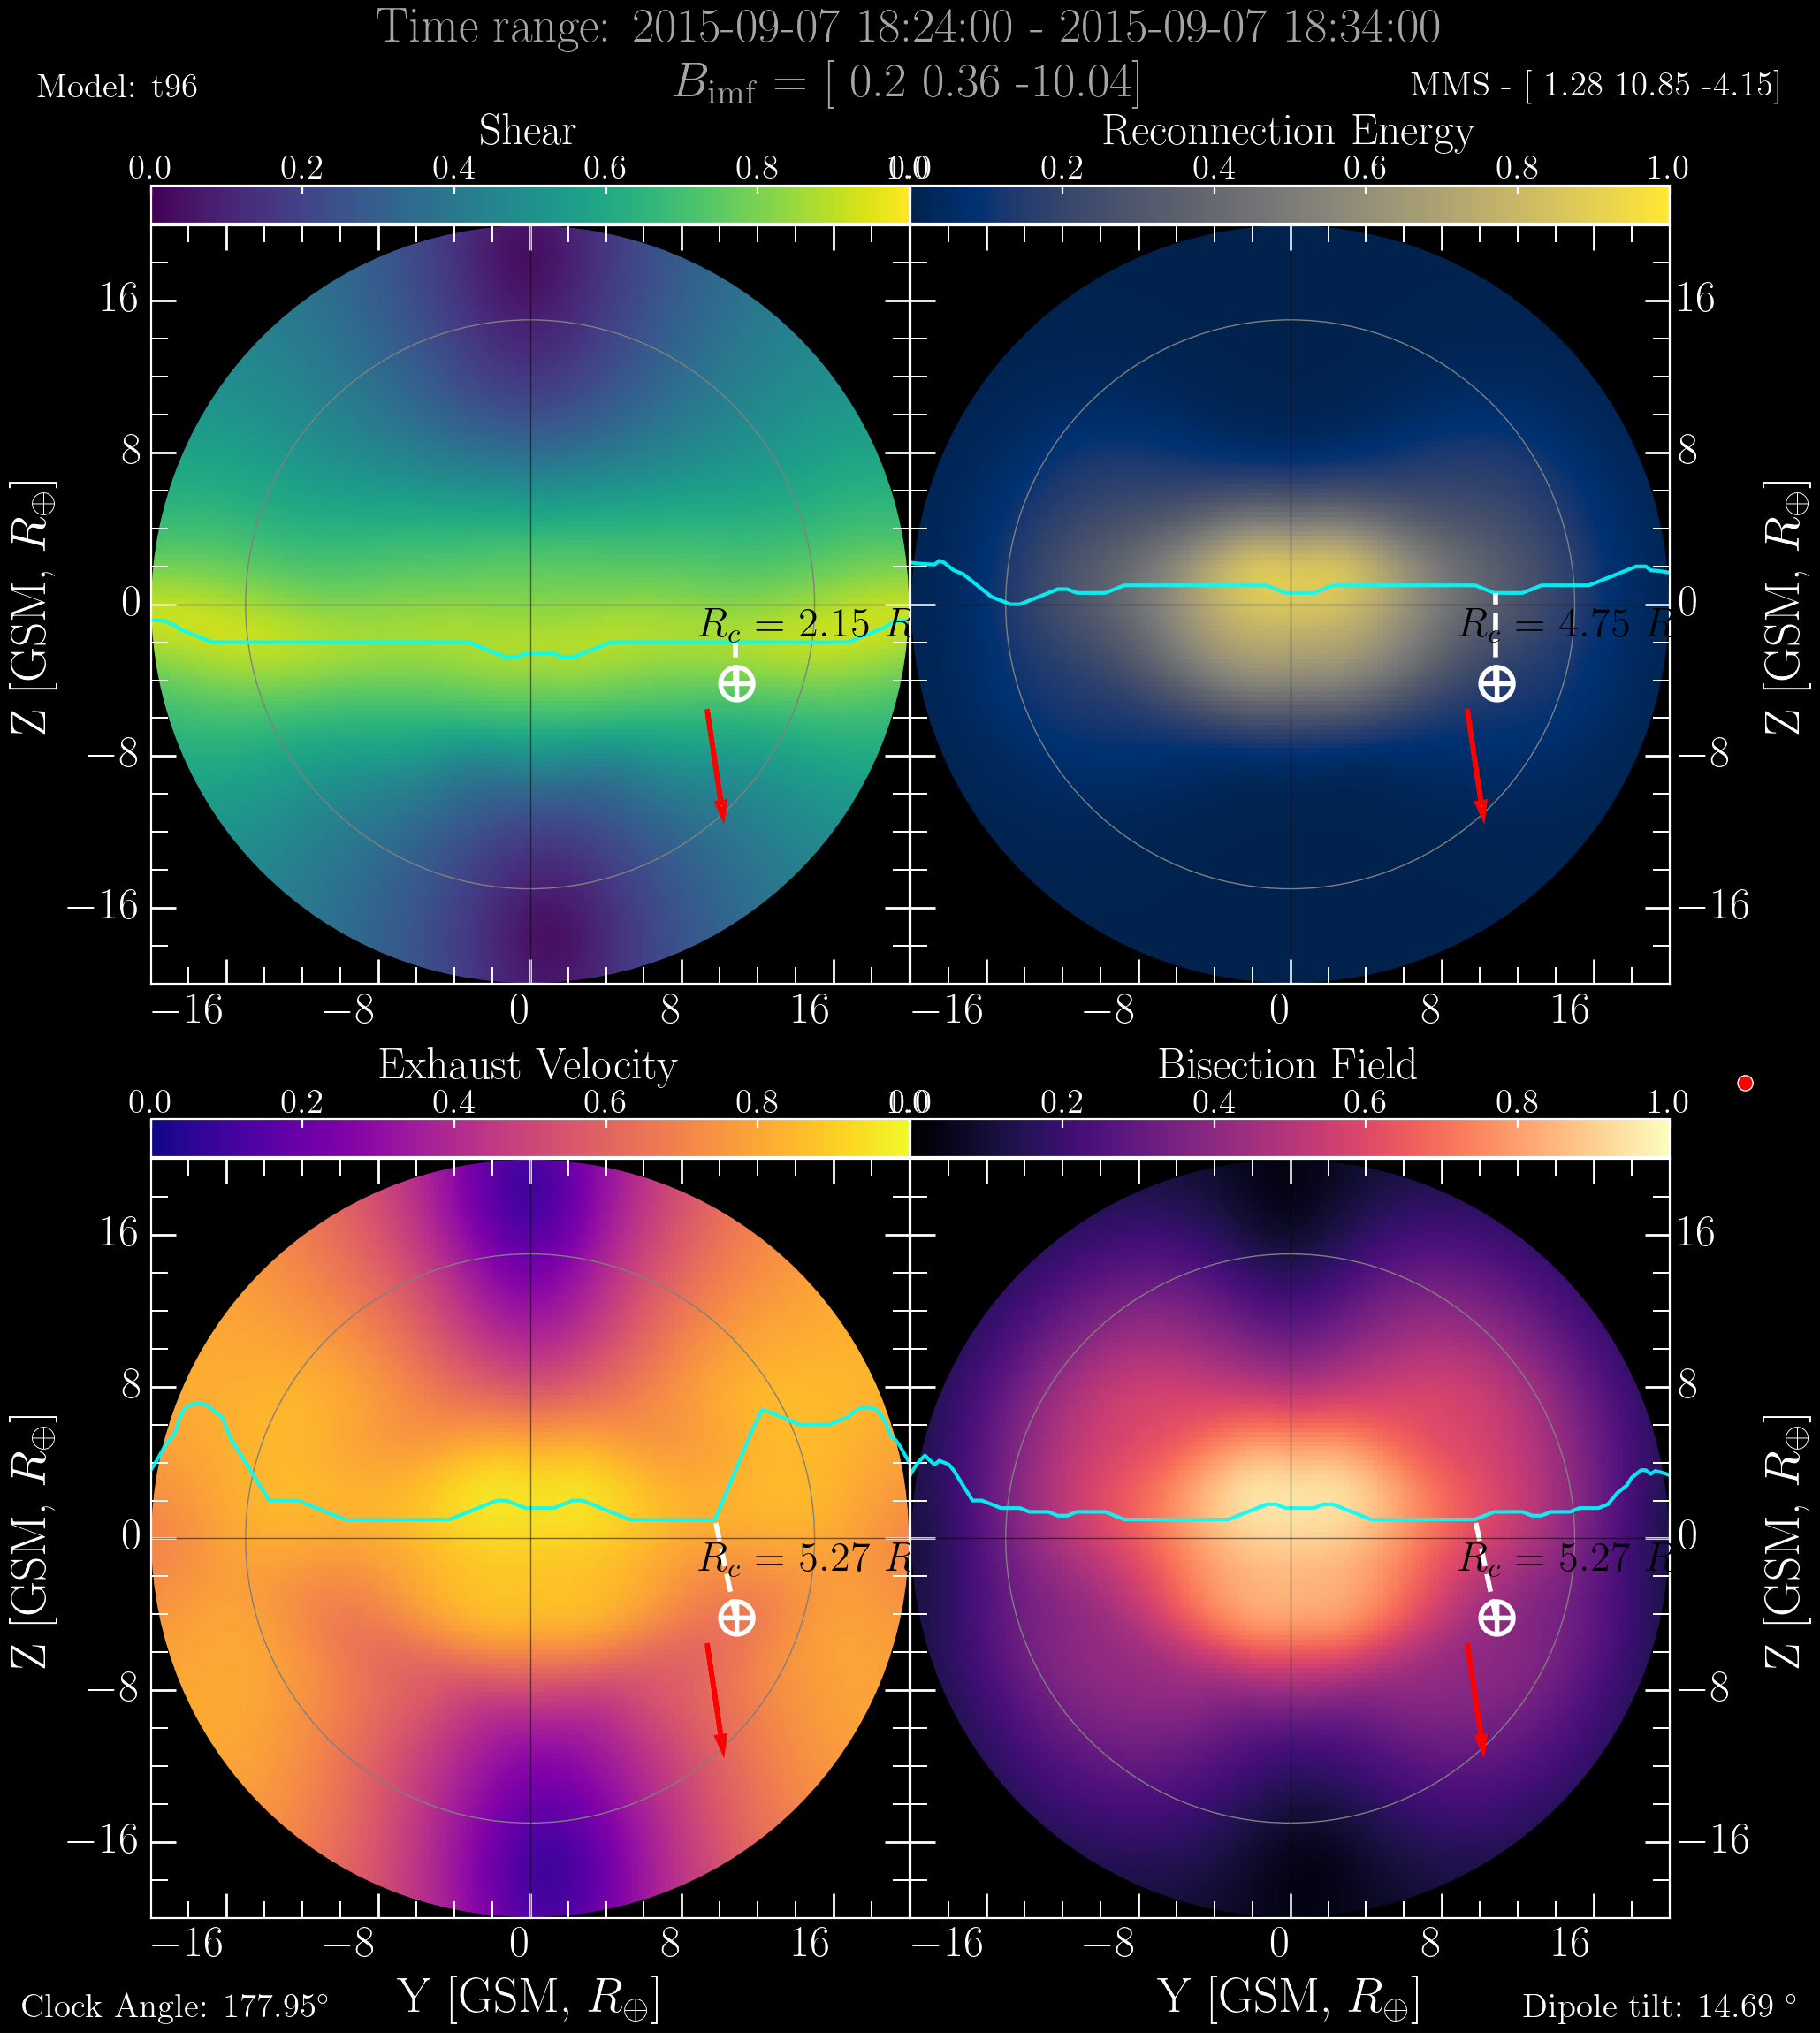 Time range: 2015-09-07 18:24:00 - 2015-09-07 18:34:00
Model: t96
B_imf = [ 0.2 0.36 -10.04]
MMS - [ 1.28 10.85 -4.15]
Shear
Reconnection Energy
0.0 0.2 0.4 0.6 0.8 1.0
0.0 0.2 0.4 0.6 0.8 1.0
Z [GSM, R⊕]
16
8
0
−8
−16
R_c = 2.15 R
R_c = 4.75 R
16
8
0
−8
−16
Z [GSM, R⊕]
−16 −8 0 8 16
−16 −8 0 8 16
Exhaust Velocity
Bisection Field
0.0 0.2 0.4 0.6 0.8 1.0
0.0 0.2 0.4 0.6 0.8 1.0
Z [GSM, R⊕]
16
8
0
−8
−16
R_c = 5.27 R
R_c = 5.27 R
16
8
0
−8
−16
Z [GSM, R⊕]
−16 −8 0 8 16
−16 −8 0 8 16
Y [GSM, R⊕]
Y [GSM, R⊕]
Clock Angle: 177.95°
Dipole tilt: 14.69 °